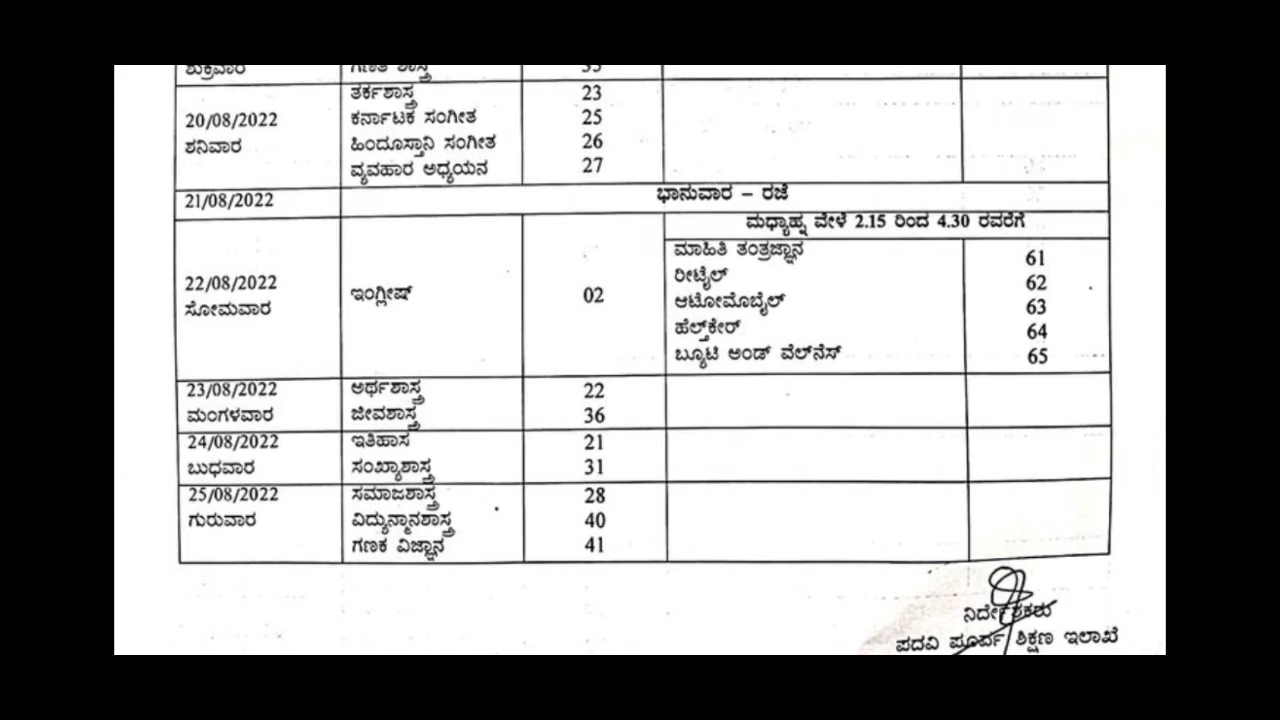 ಶುಕ್ರವಾರ ಗಣಿತ ಶಾಸ್ತ್ರ 35
ತರ್ಕಶಾಸ್ತ್ರ 23
20/08/2022 ಕರ್ನಾಟಕ ಸಂಗೀತ 25
ಶನಿವಾರ ಹಿಂದೂಸ್ತಾನಿ ಸಂಗೀತ 26
ವ್ಯವಹಾರ ಅಧ್ಯಯನ 27
21/08/2022 ಭಾನುವಾರ – ರಜೆ
ಮಧ್ಯಾಹ್ನ ವೇಳೆ 2.15 ರಿಂದ 4.30 ರವರೆಗೆ
22/08/2022
ಸೋಮವಾರ
ಇಂಗ್ಲೀಷ್ 02
ಮಾಹಿತಿ ತಂತ್ರಜ್ಞಾನ 61
ರೀಟೈಲ್ 62
ಆಟೋಮೊಬೈಲ್ 63
ಹೆಲ್ತ್‌ಕೇರ್ 64
ಬ್ಯೂಟಿ ಅಂಡ್ ವೆಲ್‌ನೆಸ್ 65
23/08/2022 ಅರ್ಥಶಾಸ್ತ್ರ 22
ಮಂಗಳವಾರ ಜೀವಶಾಸ್ತ್ರ 36
24/08/2022 ಇತಿಹಾಸ 21
ಬುಧವಾರ ಸಂಖ್ಯಾಶಾಸ್ತ್ರ 31
25/08/2022 ಸಮಾಜಶಾಸ್ತ್ರ 28
ಗುರುವಾರ ವಿದ್ಯುನ್ಮಾನಶಾಸ್ತ್ರ 40
ಗಣಕ ವಿಜ್ಞಾನ 41
ನಿರ್ದೇಶಕರು
ಪದವಿ ಪೂರ್ವ ಶಿಕ್ಷಣ ಇಲಾಖೆ